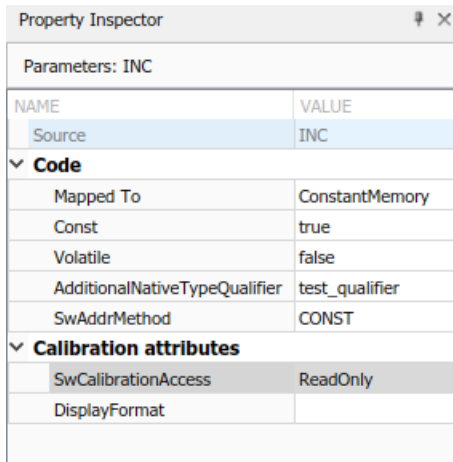 Property Inspector
Parameters: INC
NAME VALUE
Source INC
Code
Mapped To ConstantMemory
Const true
Volatile false
AdditionalNativeTypeQualifier test_qualifier
SwAddrMethod CONST
Calibration attributes
SwCalibrationAccess ReadOnly
DisplayFormat